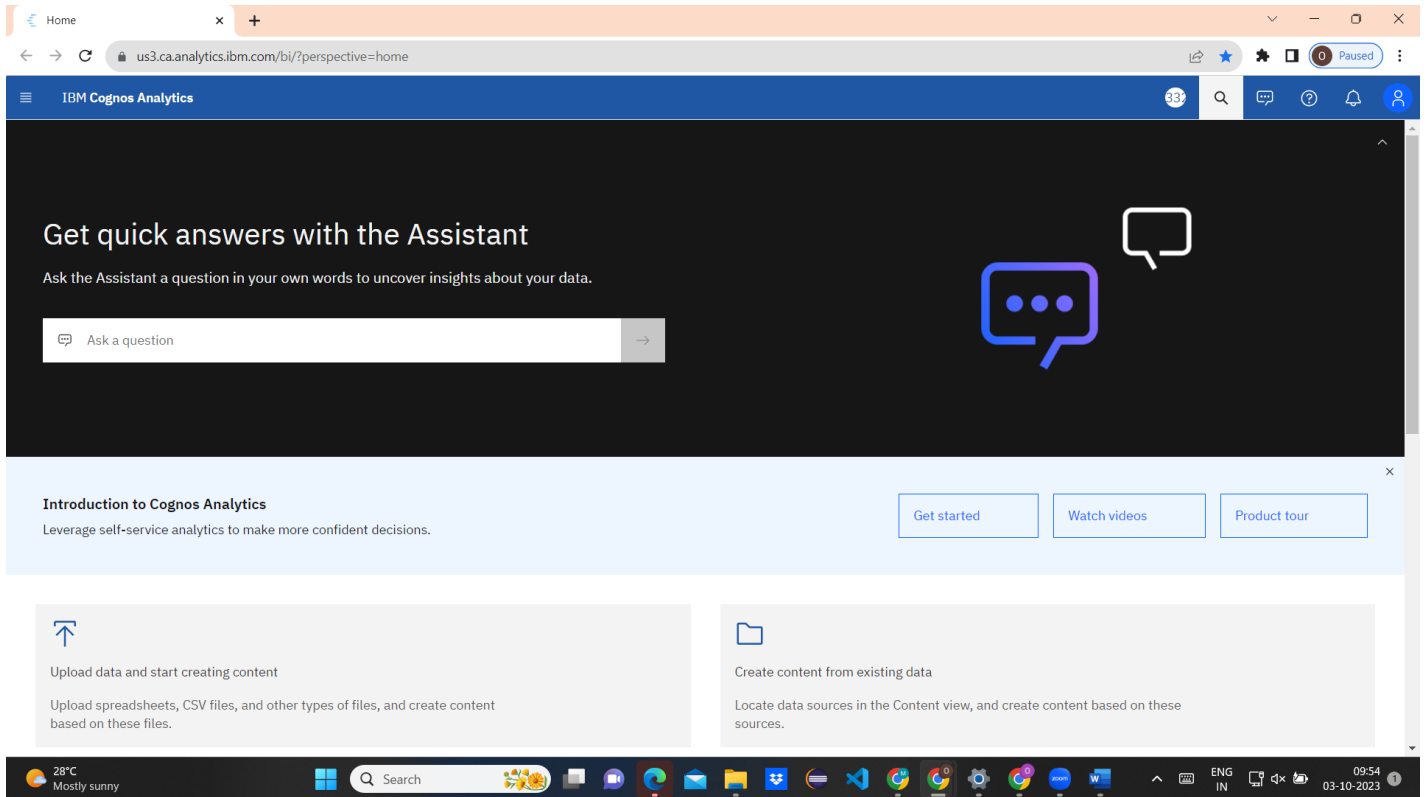 Home
us3.ca.analytics.ibm.com/bi/?perspective=home
O Paused
IBM Cognos Analytics
332
Get quick answers with the Assistant
Ask the Assistant a question in your own words to uncover insights about your data.
Ask a question
Introduction to Cognos Analytics
Leverage self-service analytics to make more confident decisions.
Get started
Watch videos
Product tour
Upload data and start creating content
Upload spreadsheets, CSV files, and other types of files, and create content
based on these files.
Create content from existing data
Locate data sources in the Content view, and create content based on these
sources.
28°C
Mostly sunny
Search
zoom
W
ENG
IN
09:54
03-10-2023
1